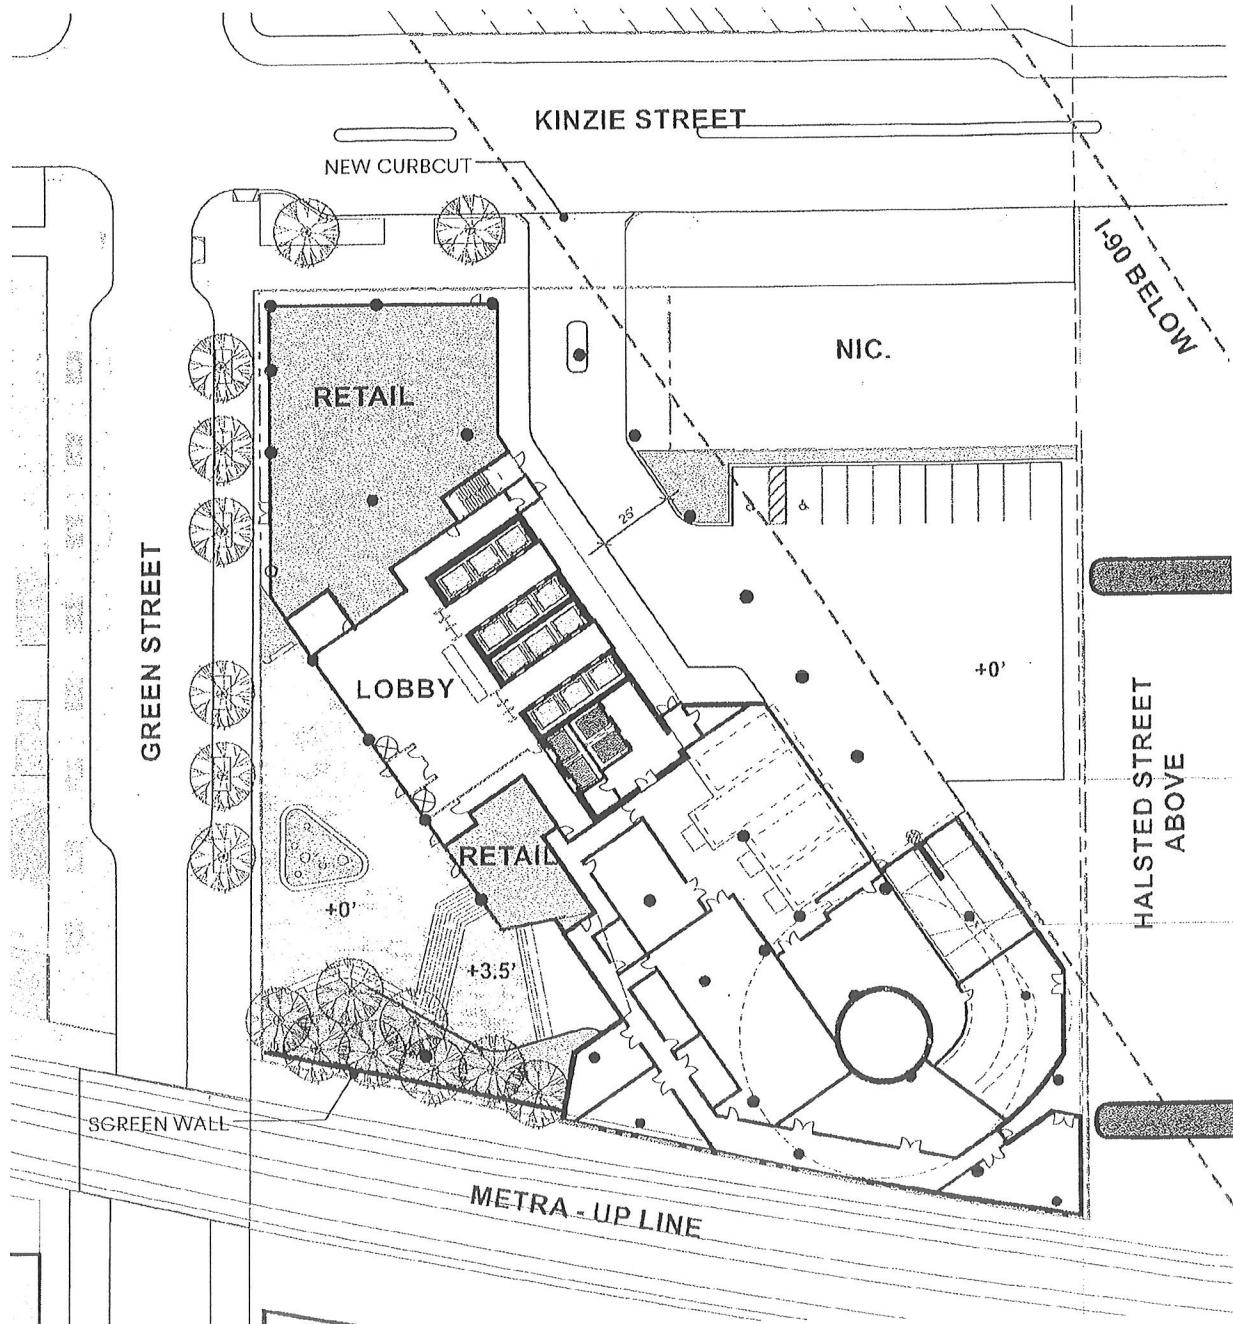 KINZIE STREET
NEW CURBCUT
I-90 BELOW
NIC.
RETAIL
26'
GREEN STREET
LOBBY
+0'
HALSTED STREET
ABOVE
RETAIL
+0'
+3.5'
SCREEN WALL
METRA - UP LINE